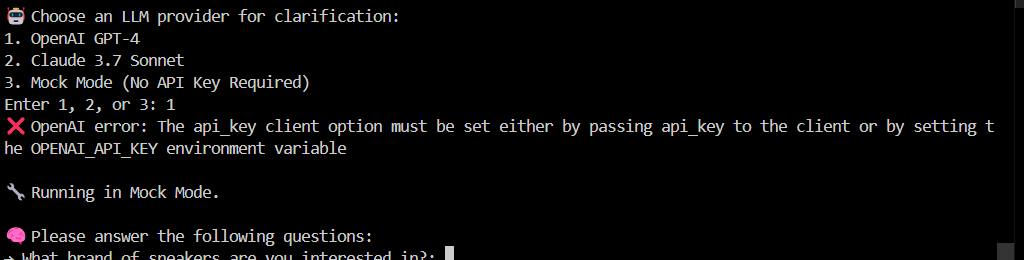 🤖 Choose an LLM provider for clarification:
1. OpenAI GPT-4
2. Claude 3.7 Sonnet
3. Mock Mode (No API Key Required)
Enter 1, 2, or 3: 1
❌ OpenAI error: The api_key client option must be set either by passing api_key to the client or by setting t
he OPENAI_API_KEY environment variable
🔧 Running in Mock Mode.
🧠 Please answer the following questions:
→ What brand of sneakers are you interested in?: